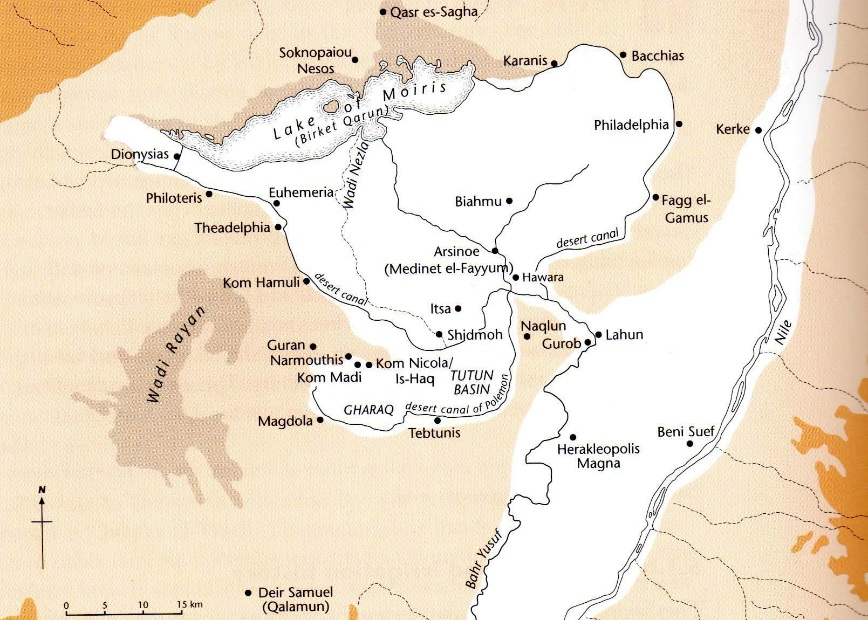 Qasr es-Sagha
Soknopaiou
Nesos
Karanis
Bacchias
Lake of Moiris
(Birket Qarun)
Philadelphia
Kerke
Dionysias
Wadi Nezla
Philoteris
Euhemeria
Biahmu
Fagg el-
Gamus
Theadelphia
desert canal
Arsinoe
(Medinet el-Fayyum)
Hawara
Kom Hamuli
desert canal
Itsa
Wadi Rayan
Shidmoh
Naqlun
Lahun
Gurob
Nile
Guran
Narmouthis
Kom Madi
Kom Nicola/
Is-Haq
TUTUN
BASIN
GHARAQ
desert canal of Polemon
Magdola
Tebtunis
Herakleopolis
Magna
Beni Suef
N
Bahr Yusuf
Deir Samuel
(Qalamun)
0 5 10 15 km